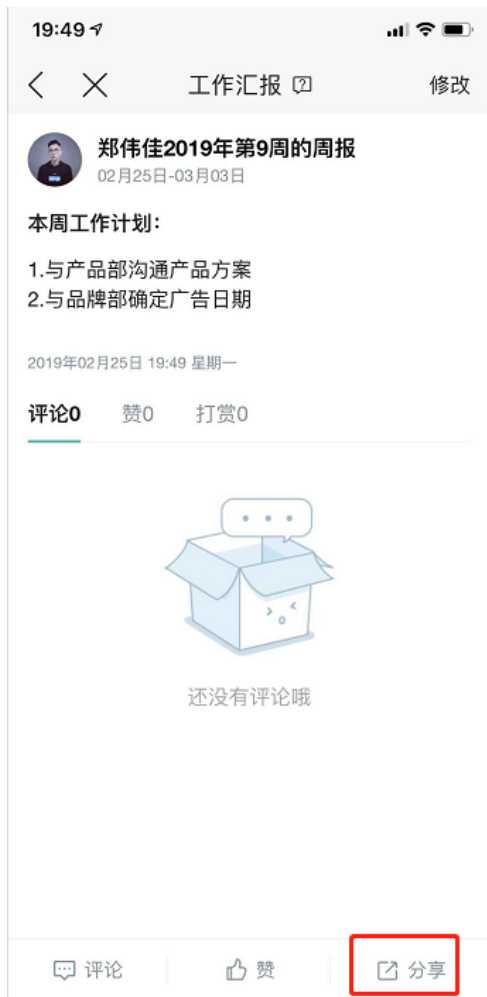 19:49
工作汇报
修改
郑伟佳2019年第9周的周报
02月25日-03月03日
本周工作计划：
1.与产品部沟通产品方案
2.与品牌部确定广告日期
2019年02月25日 19:49 星期一
评论0 赞0 打赏0
还没有评论哦
评论 赞 分享